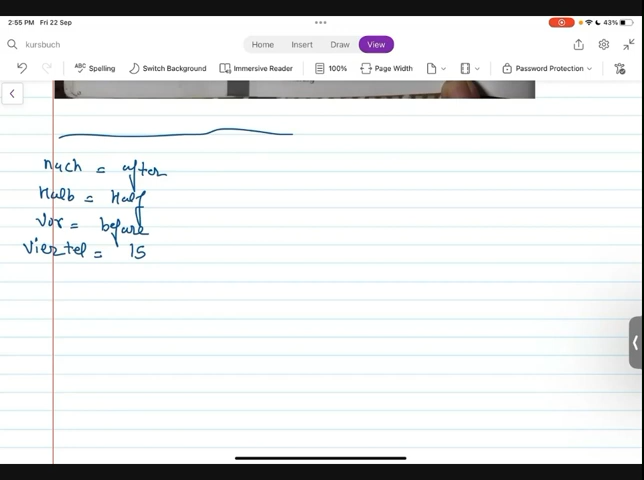 2:55 PM Fri 22 Sep 43%
kursbuch Home Insert Draw View
Spelling Switch Background Immersive Reader 100% Page Width Password Protection
nach = after
Halb = Half
Vor = before
Viertel = 15